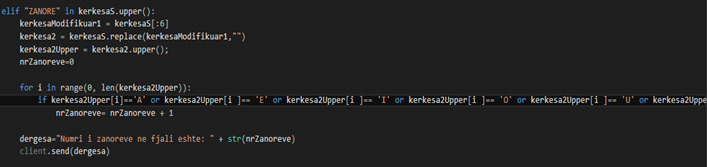 elif "ZANORE" in kerkesaS.upper():
kerkesaModifikuar1 = kerkesaS[:6]
kerkesa2 = kerkesaS.replace(kerkesaModifikuar1,"")
kerkesa2Upper = kerkesa2.upper();
nrZanoreve=0
for i in range(0, len(kerkesa2Upper)):
if kerkesa2Upper[i]=='A' or kerkesa2Upper[i ]== 'E' or kerkesa2Upper[i ]== 'I' or kerkesa2Upper[i ]== 'O' or kerkesa2Upper[i ]== 'U' or kerkesa2Uppe
nrZanoreve= nrZanoreve + 1
dergesa="Numri i zanoreve ne fjali eshte: " + str(nrZanoreve)
client.send(dergesa)